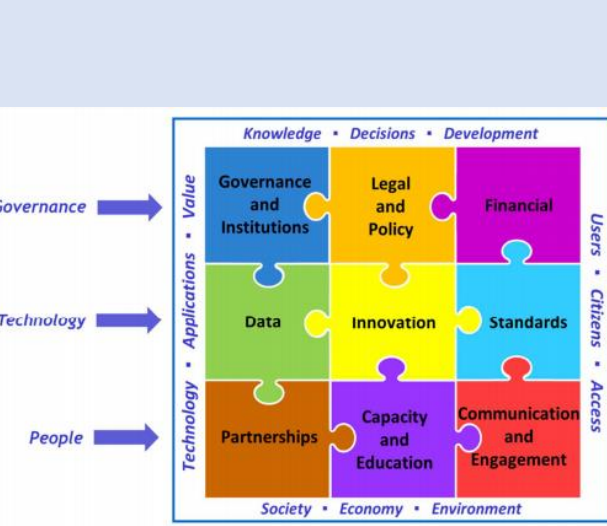 Knowledge ▪ Decisions ▪ Development
Governance
Technology
People
Technology ▪ Applications ▪ Value
Governance
and
Institutions
Legal
and
Policy
Financial
Data
Innovation
Standards
Partnerships
Capacity
and
Education
Communication
and
Engagement
Users ▪ Citizens ▪ Access
Society ▪ Economy ▪ Environment